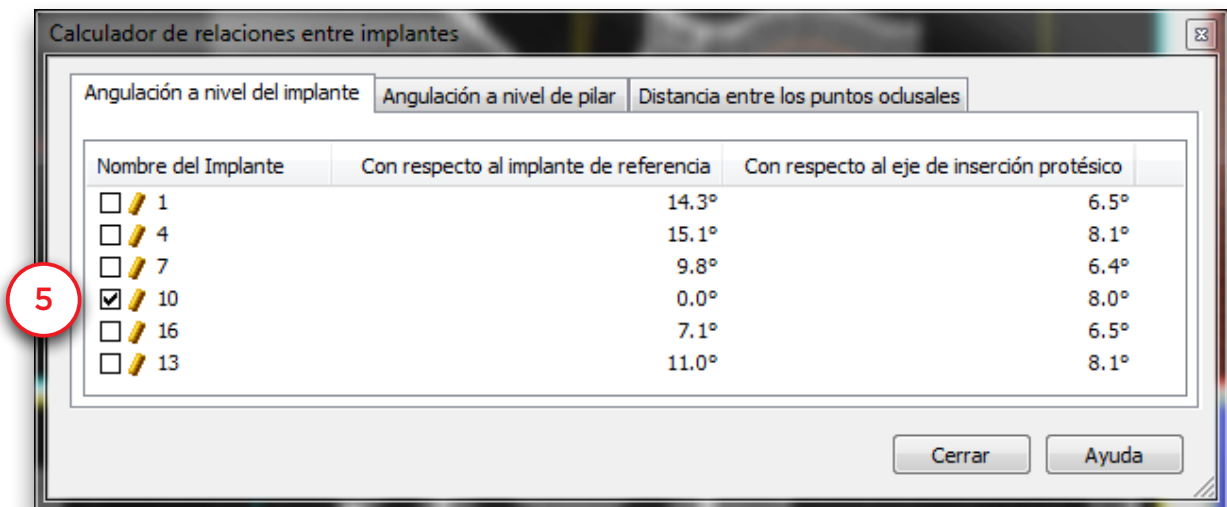 Calculador de relaciones entre implantes
Angulación a nivel del implante Angulación a nivel de pilar Distancia entre los puntos oclusales
Nombre del Implante Con respecto al implante de referencia Con respecto al eje de inserción protésico
1 14.3° 6.5°
4 15.1° 8.1°
7 9.8° 6.4°
5 10 0.0° 8.0°
16 7.1° 6.5°
13 11.0° 8.1°
Cerrar Ayuda